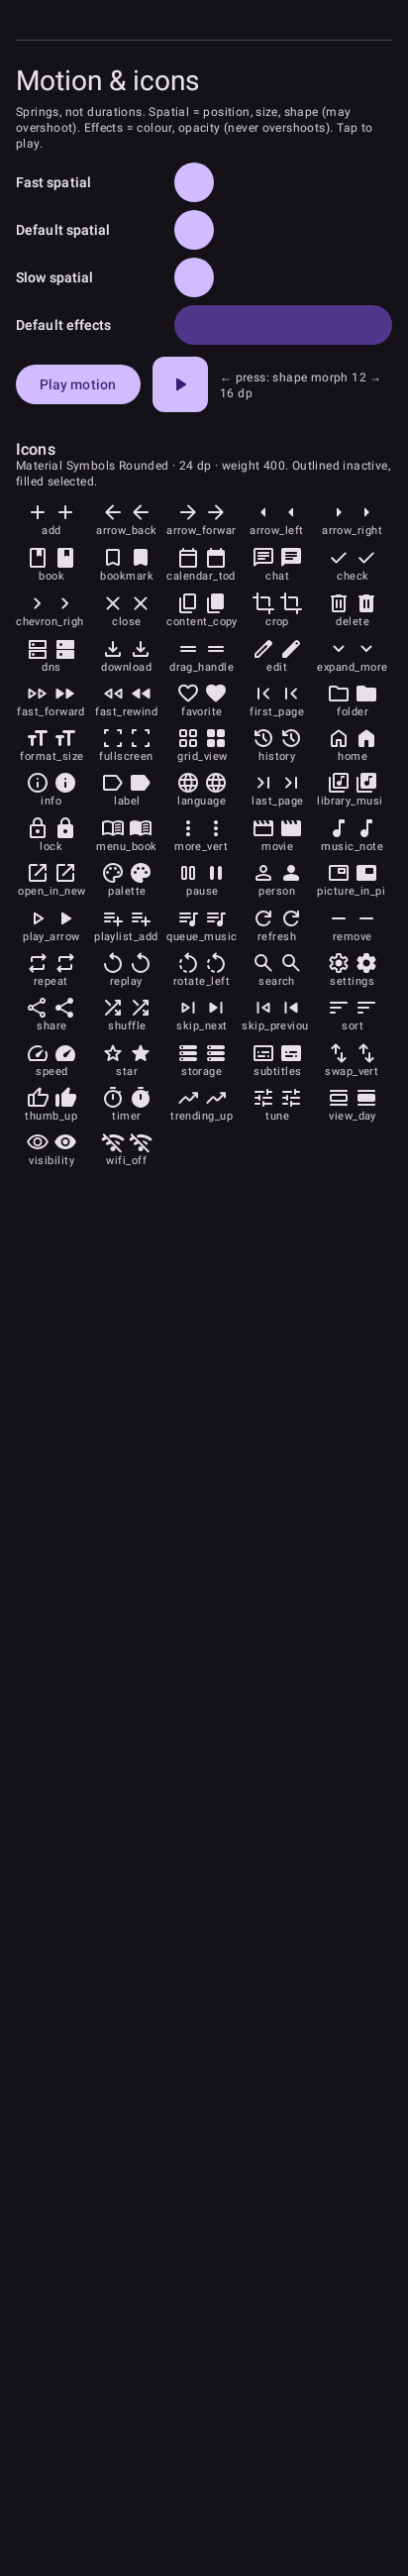 Motion & icons
Springs, not durations. Spatial = position, size, shape (may
overshoot). Effects = colour, opacity (never overshoots). Tap to
play.
Fast spatial
Default spatial
Slow spatial
Default effects
Play motion
← press: shape morph 12 →
16 dp
Icons
Material Symbols Rounded · 24 dp · weight 400. Outlined inactive,
filled selected.
add arrow_back arrow_forwar arrow_left arrow_right
book bookmark calendar_tod chat check
chevron_righ close content_copy crop delete
dns download drag_handle edit expand_more
fast_forward fast_rewind favorite first_page folder
format_size fullscreen grid_view history home
info label language last_page library_musi
lock menu_book more_vert movie music_note
open_in_new palette pause person picture_in_pi
play_arrow playlist_add queue_music refresh remove
repeat replay rotate_left search settings
share shuffle skip_next skip_previou sort
speed star storage subtitles swap_vert
thumb_up timer trending_up tune view_day
visibility wifi_off